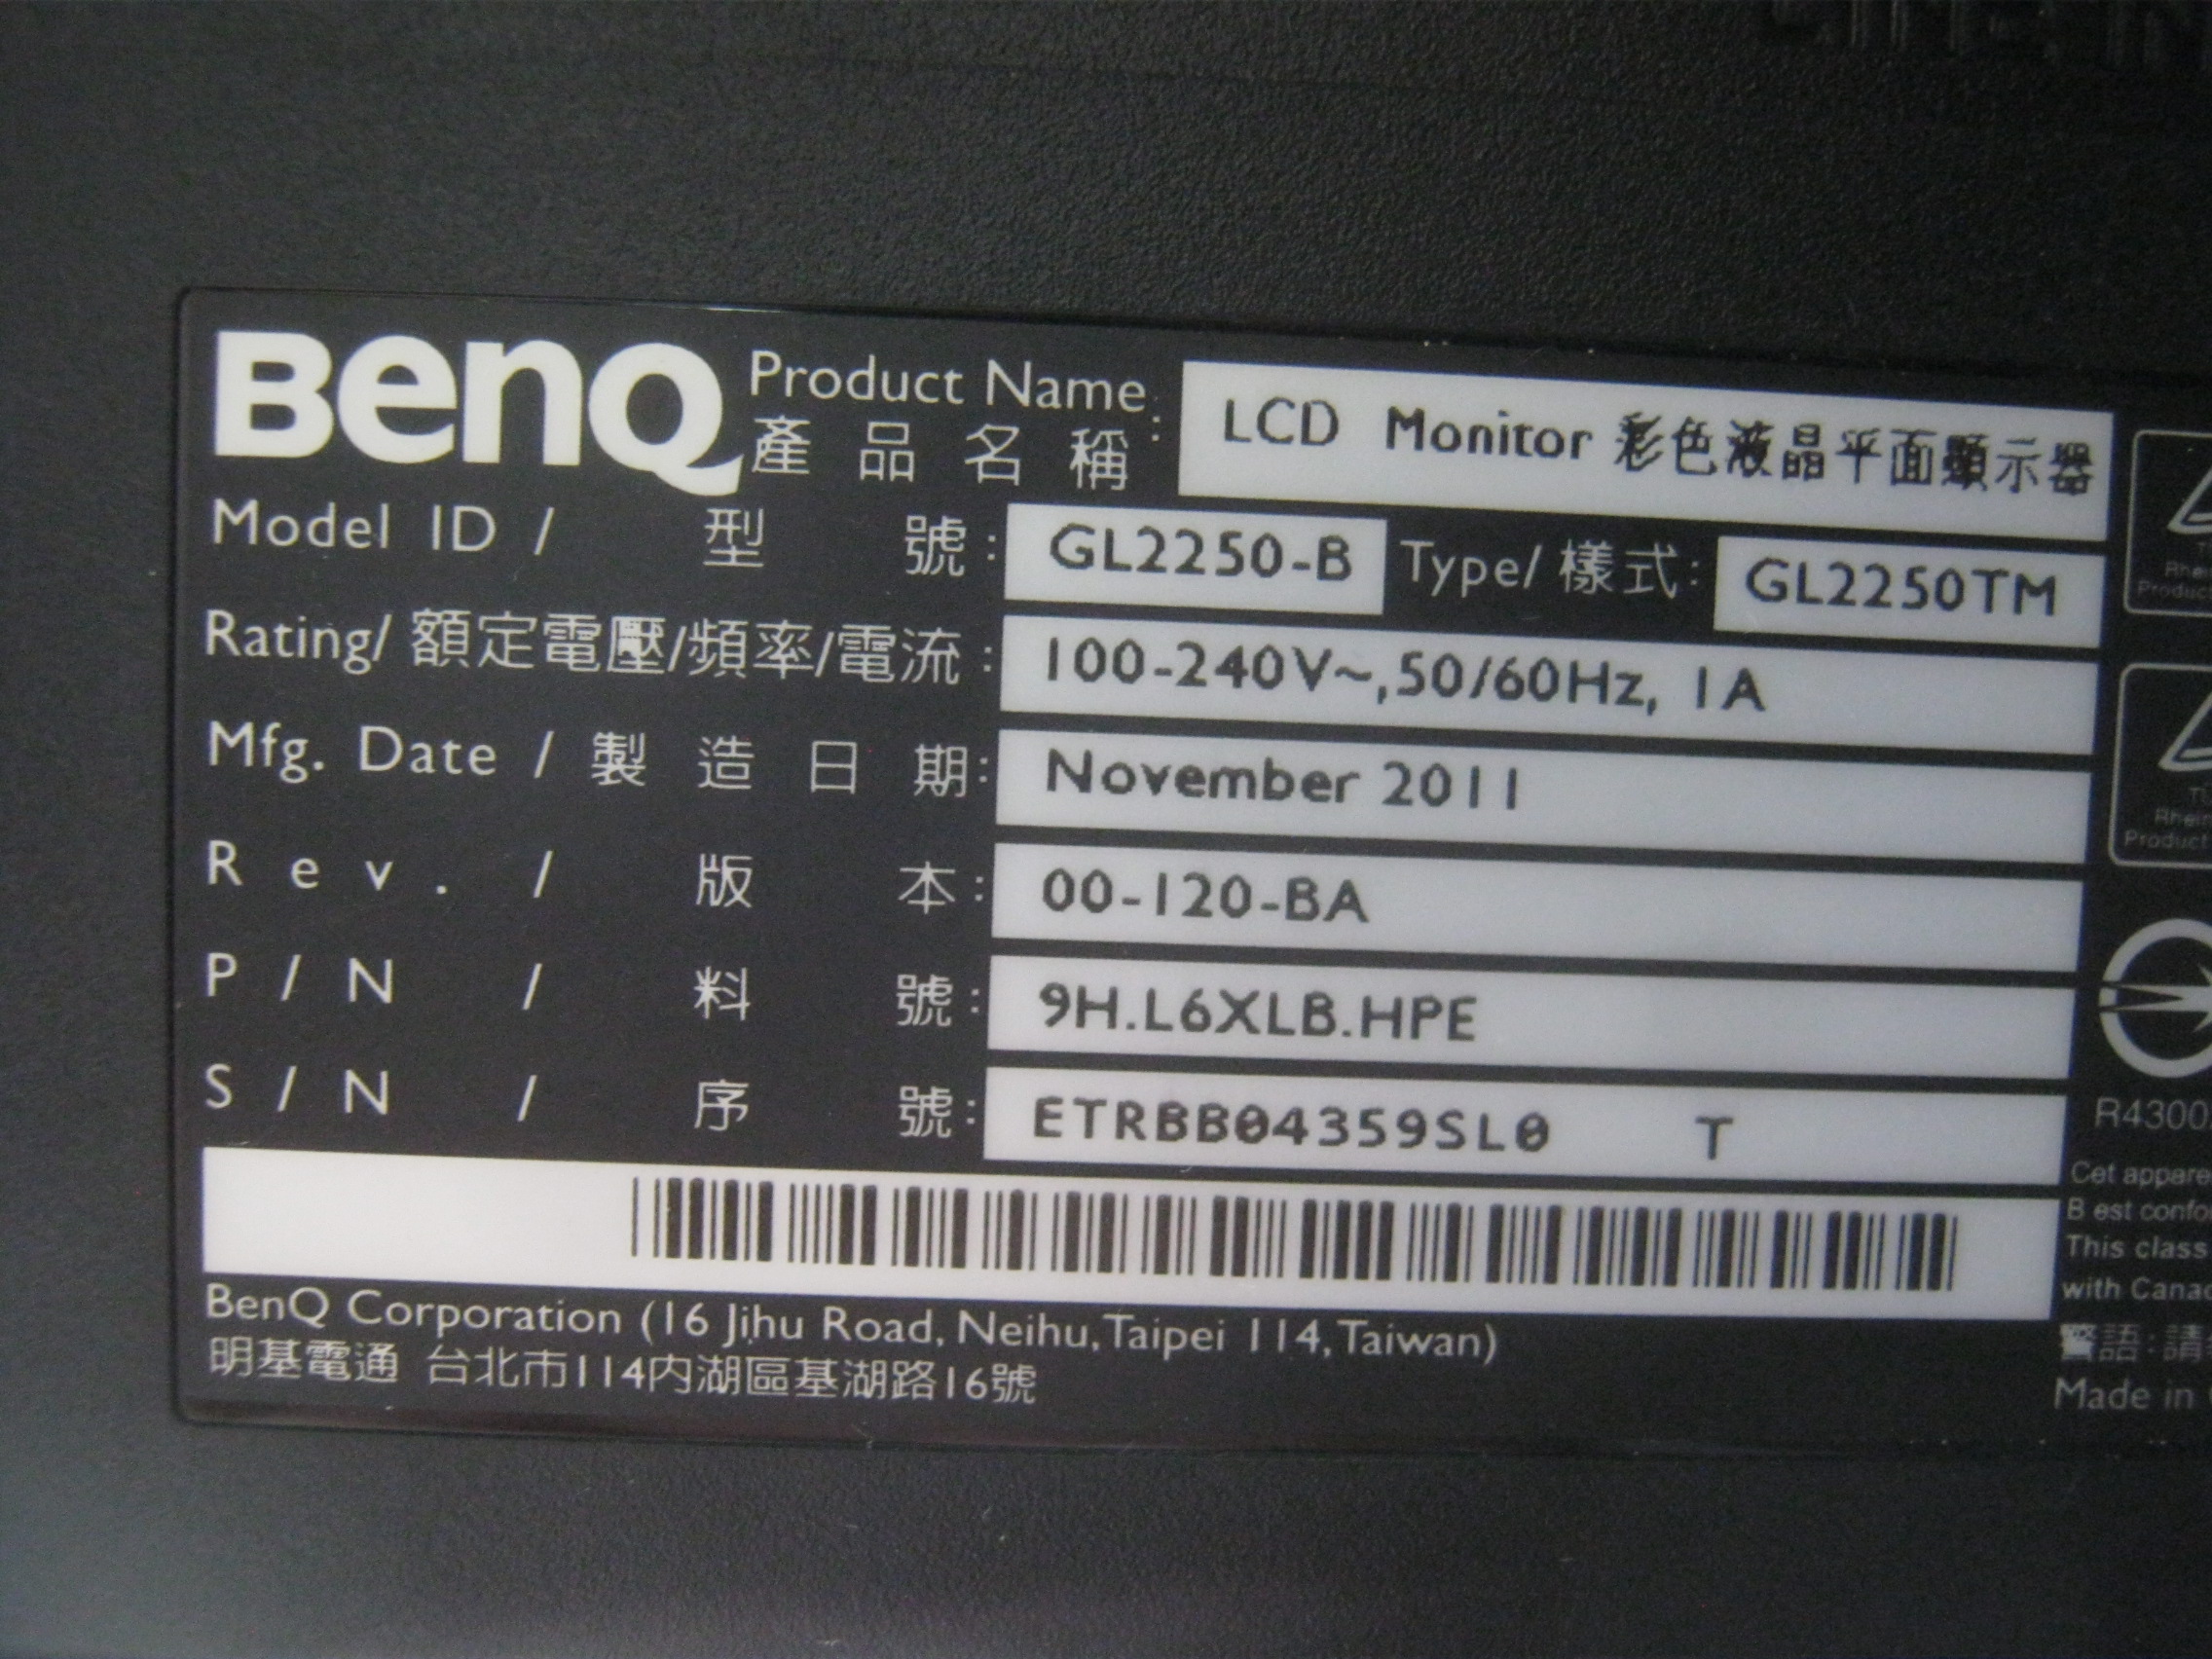 BenQ Product Name: LCD Monitor 彩色液晶平面顯示器
產品名稱
Model ID / 型號: GL2250-B Type/ 樣式: GL2250TM
Rating/ 額定電壓/頻率/電流: 100-240V~,50/60Hz, 1A
Mfg. Date / 製造日期: November 2011
Rev. / 版本: 00-120-BA
P/N / 料號: 9H.L6XLB.HPE
S/N / 序號: ETRBB04359SL0 T
BenQ Corporation (16 Jihu Road, Neihu, Taipei 114, Taiwan)
明基電通 台北市114內湖區基湖路16號
R4300
Cet appare
B est confo
This class
with Cana
警語:請
Made in